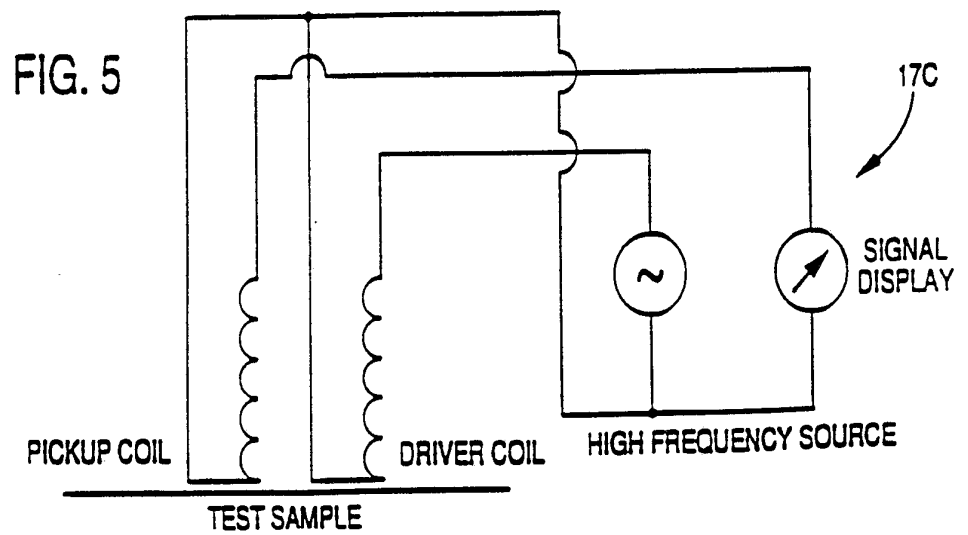 FIG. 5
17C
SIGNAL
DISPLAY
~
PICKUP COIL
DRIVER COIL
HIGH FREQUENCY SOURCE
TEST SAMPLE